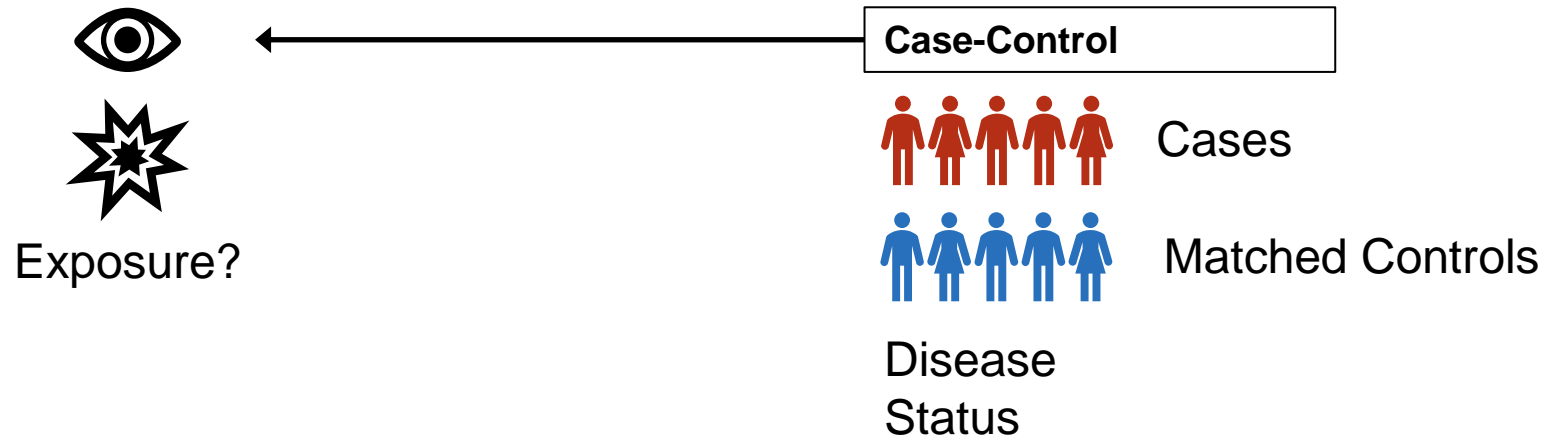 Case-Control
Cases
Exposure?
Matched Controls
Disease
Status